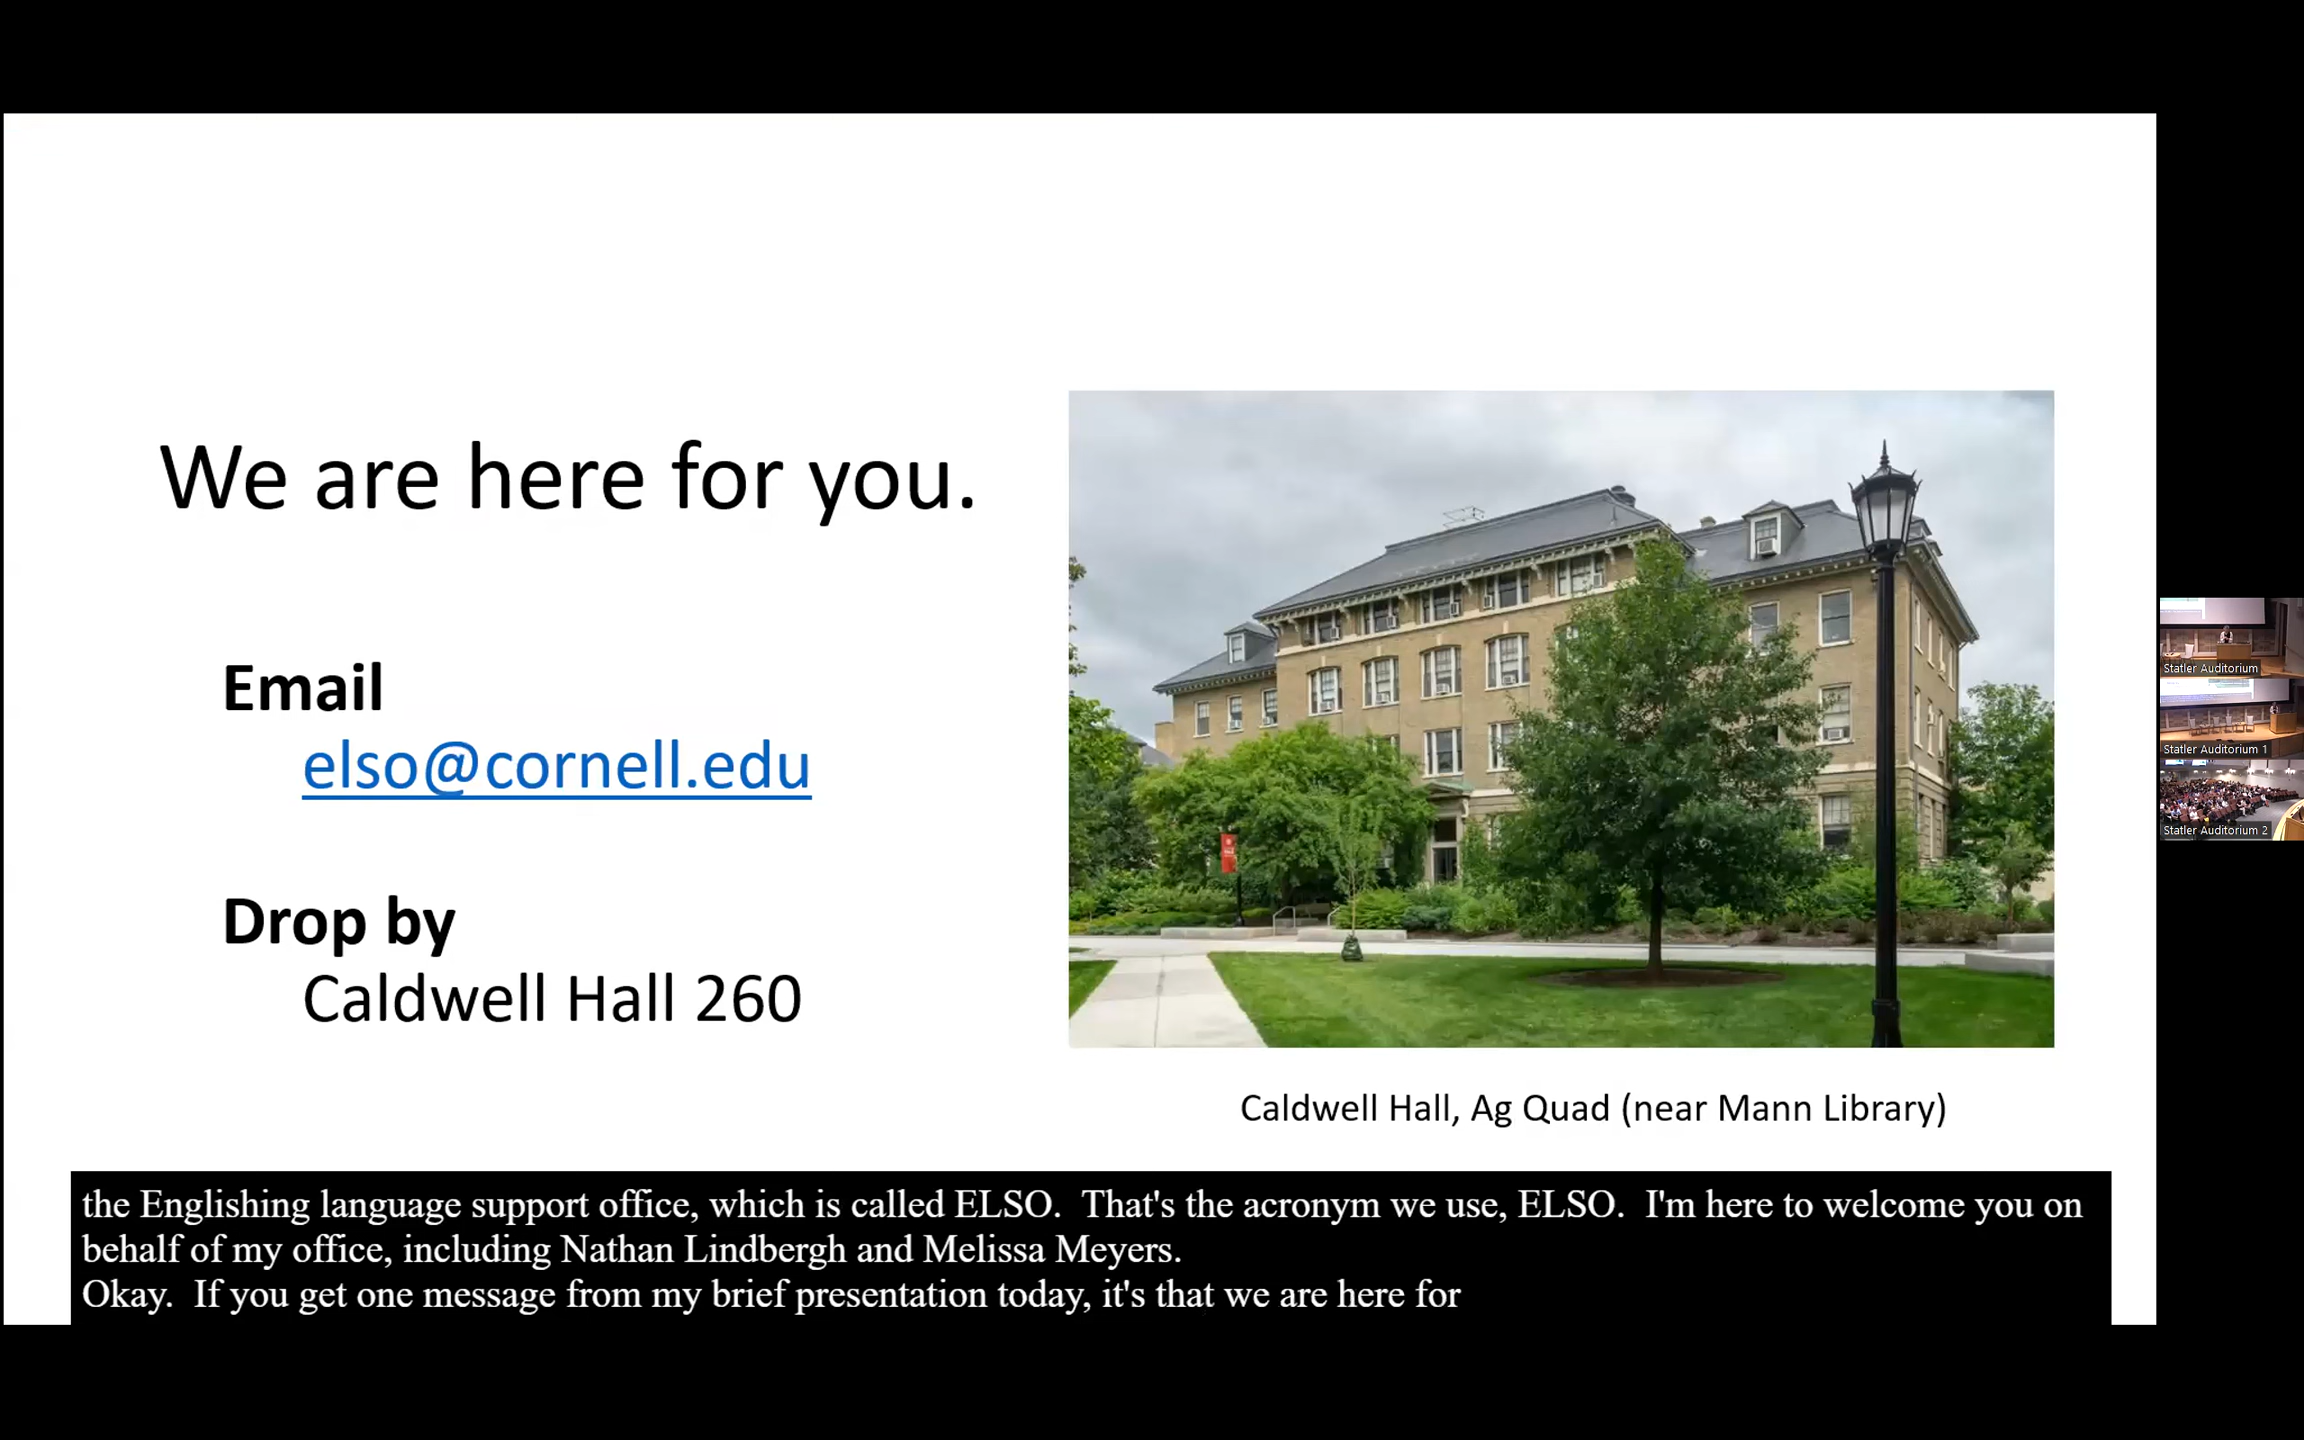 We are here for you.
Email
elso@cornell.edu
Drop by
Caldwell Hall 260
Caldwell Hall, Ag Quad (near Mann Library)
the Englishing language support office, which is called ELSO.  That's the acronym we use, ELSO.  I'm here to welcome you on
behalf of my office, including Nathan Lindbergh and Melissa Meyers.
Okay.  If you get one message from my brief presentation today, it's that we are here for
Statler Auditorium
Statler Auditorium 1
Statler Auditorium 2